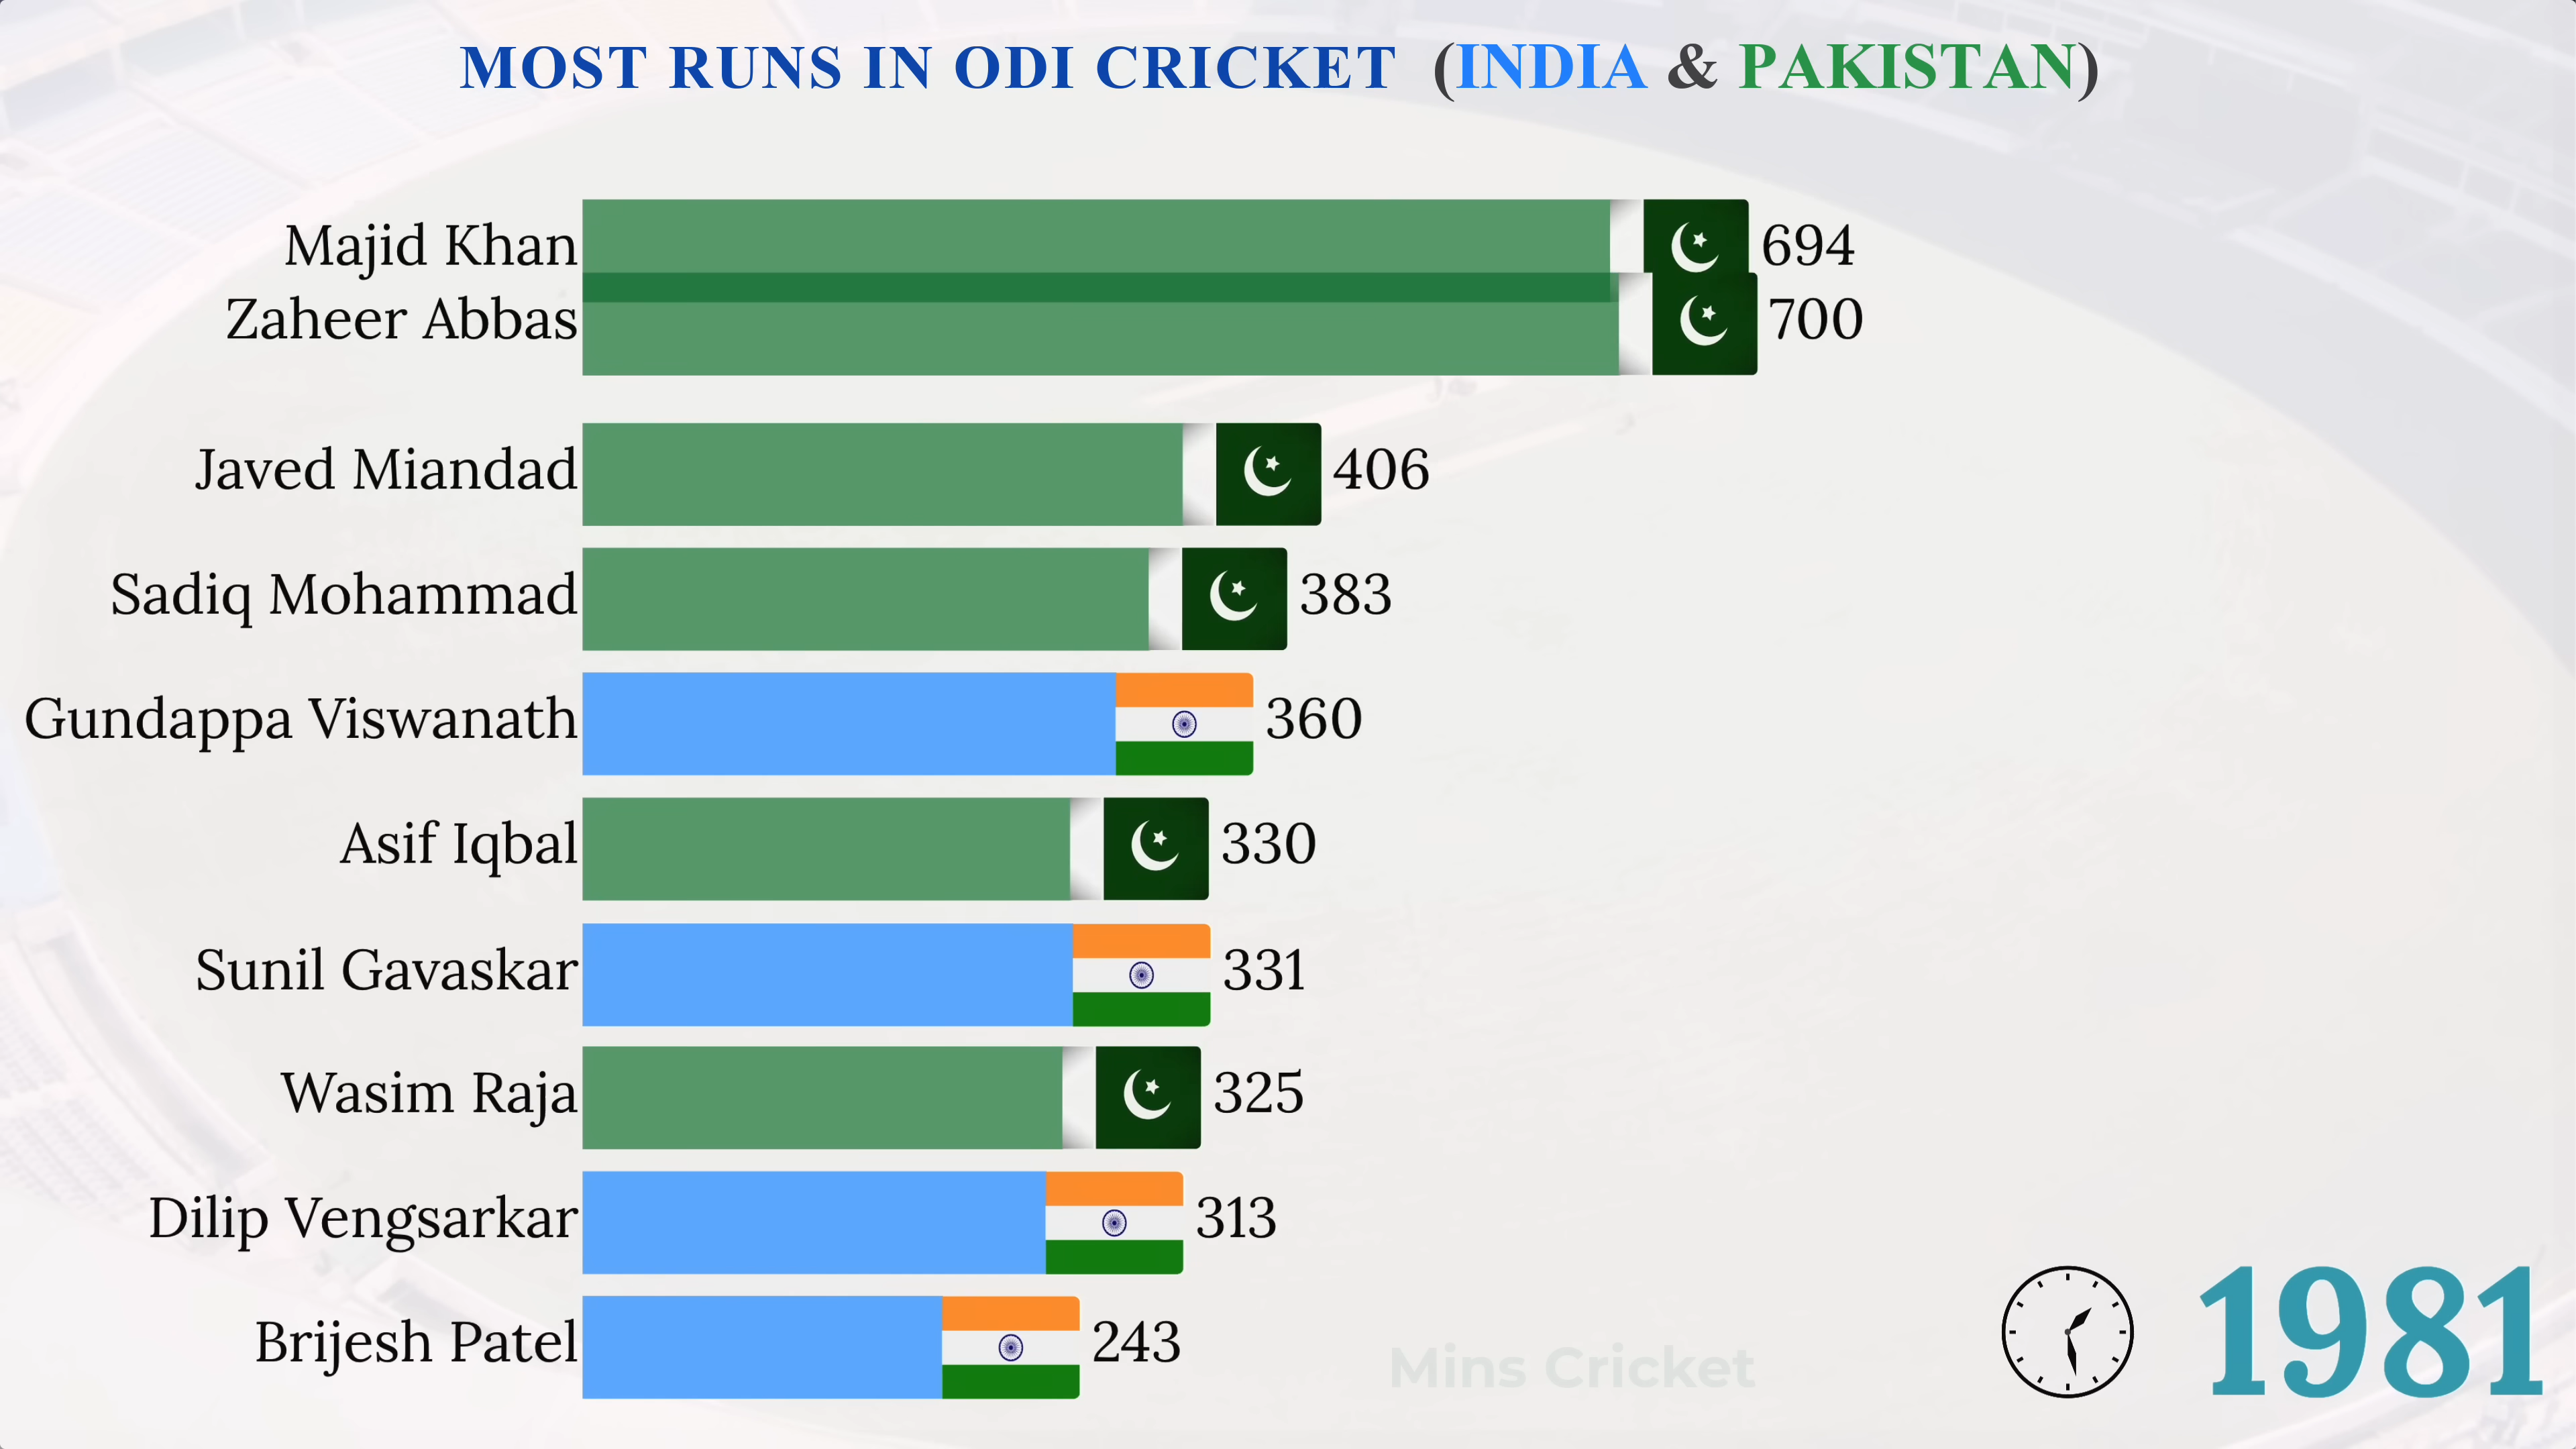 MOST RUNS IN ODI CRICKET (INDIA & PAKISTAN)
Majid Khan 694
Zaheer Abbas 700
Javed Miandad 406
Sadiq Mohammad 383
Gundappa Viswanath 360
Asif Iqbal 330
Sunil Gavaskar 331
Wasim Raja 325
Dilip Vengsarkar 313
Brijesh Patel 243
Mins Cricket
1981